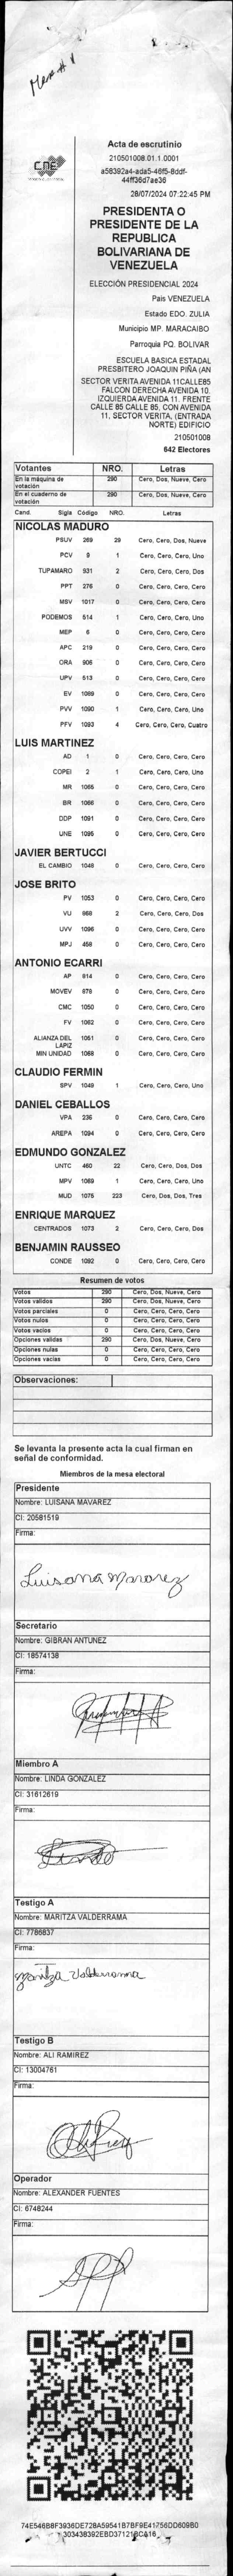 Mesa # 1
CNE
Acta de escrutinio
210501008.01.1.0001
a58392a4-ada5-46f5-8ddf-
44ff36d7ae36
28/07/2024 07:22:45 PM
PRESIDENTA O
PRESIDENTE DE LA
REPUBLICA
BOLIVARIANA DE
VENEZUELA
ELECCIÓN PRESIDENCIAL 2024
Pais VENEZUELA
Estado EDO. ZULIA
Municipio MP. MARACAIBO
Parroquia PQ. BOLIVAR
ESCUELA BASICA ESTADAL
PRESBITERO JOAQUIN PIÑA (AN
SECTOR VERITA AVENIDA 11CALLE85
FALCON DERECHA AVENIDA 10.
IZQUIERDA AVENIDA 11. FRENTE
CALLE 85 CALLE 85, CON AVENIDA
11, SECTOR VERITA, (ENTRADA
NORTE) EDIFICIO
210501008
642 Electores
Votantes NRO. Letras
En la máquina de votación 290 Cero, Dos, Nueve, Cero
En el cuaderno de votación 290 Cero, Dos, Nueve, Cero
Cand. Sigla Código NRO. Letras
NICOLAS MADURO
PSUV 269 29 Cero, Cero, Dos, Nueve
PCV 9 1 Cero, Cero, Cero, Uno
TUPAMARO 931 2 Cero, Cero, Cero, Dos
PPT 276 0 Cero, Cero, Cero, Cero
MSV 1017 0 Cero, Cero, Cero, Cero
PODEMOS 514 1 Cero, Cero, Cero, Uno
MEP 6 0 Cero, Cero, Cero, Cero
APC 219 0 Cero, Cero, Cero, Cero
ORA 906 0 Cero, Cero, Cero, Cero
UPV 513 0 Cero, Cero, Cero, Cero
EV 1089 0 Cero, Cero, Cero, Cero
PVV 1090 1 Cero, Cero, Cero, Uno
PFV 1093 4 Cero, Cero, Cero, Cuatro
LUIS MARTINEZ
AD 1 0 Cero, Cero, Cero, Cero
COPEI 2 1 Cero, Cero, Cero, Uno
MR 1065 0 Cero, Cero, Cero, Cero
BR 1066 0 Cero, Cero, Cero, Cero
DDP 1091 0 Cero, Cero, Cero, Cero
UNE 1095 0 Cero, Cero, Cero, Cero
JAVIER BERTUCCI
EL CAMBIO 1048 0 Cero, Cero, Cero, Cero
JOSE BRITO
PV 1053 0 Cero, Cero, Cero, Cero
VU 868 2 Cero, Cero, Cero, Dos
UVV 1096 0 Cero, Cero, Cero, Cero
MPJ 458 0 Cero, Cero, Cero, Cero
ANTONIO ECARRI
AP 814 0 Cero, Cero, Cero, Cero
MOVEV 979 0 Cero, Cero, Cero, Cero
CMC 1050 0 Cero, Cero, Cero, Cero
FV 1062 0 Cero, Cero, Cero, Cero
ALIANZA DEL LAPIZ 1051 0 Cero, Cero, Cero, Cero
MIN UNIDAD 1068 0 Cero, Cero, Cero, Cero
CLAUDIO FERMIN
SPV 1049 1 Cero, Cero, Cero, Uno
DANIEL CEBALLOS
VPA 235 0 Cero, Cero, Cero, Cero
AREPA 1094 0 Cero, Cero, Cero, Cero
EDMUNDO GONZALEZ
UNTC 460 22 Cero, Cero, Dos, Dos
MPV 1069 1 Cero, Cero, Cero, Uno
MUD 1075 223 Cero, Dos, Dos, Tres
ENRIQUE MARQUEZ
CENTRADOS 1073 2 Cero, Cero, Cero, Dos
BENJAMIN RAUSSEO
CONDE 1092 0 Cero, Cero, Cero, Cero
Resumen de votos
Votos 290 Cero, Dos, Nueve, Cero
Votos validos 290 Cero, Dos, Nueve, Cero
Votos parciales 0 Cero, Cero, Cero, Cero
Votos nulos 0 Cero, Cero, Cero, Cero
Votos vacios 0 Cero, Cero, Cero, Cero
Opciones validas 290 Cero, Dos, Nueve, Cero
Opciones nulas 0 Cero, Cero, Cero, Cero
Opciones vacias 0 Cero, Cero, Cero, Cero
Observaciones:
Se levanta la presente acta la cual firman en
señal de conformidad.
Miembros de la mesa electoral
Presidente
Nombre: LUISANA MAVAREZ
CI: 20581519
Firma:
Luisana Mavarez
Secretario
Nombre: GIBRAN ANTUNEZ
CI: 18574138
Firma:
Miembro A
Nombre: LINDA GONZALEZ
CI: 31612619
Firma:
Testigo A
Nombre: MARITZA VALDERRAMA
CI: 7786837
Firma:
Maritza Valderrama
Testigo B
Nombre: ALI RAMIREZ
CI: 13004761
Firma:
Operador
Nombre: ALEXANDER FUENTES
CI: 6748244
Firma:
74E546B8F3936DE728A59541B7BF9E41756DD609B0
303438392EBD37121BCA16